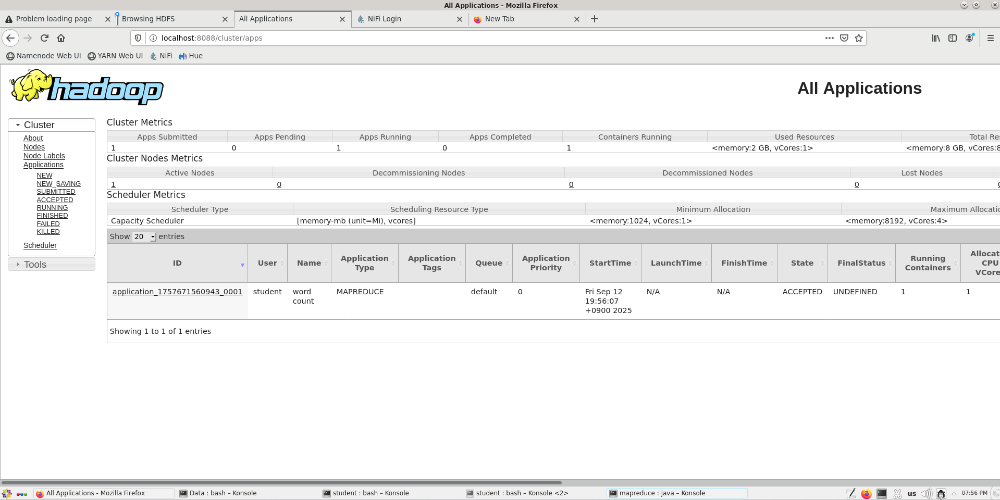 All Applications - Mozilla Firefox
Problem loading page
Browsing HDFS
All Applications
NiFi Login
New Tab
localhost:8088/cluster/apps
Namenode Web UI
YARN Web UI
NiFi
Hue
hadoop
All Applications
Cluster
About
Nodes
Node Labels
Applications
NEW
NEW_SAVING
SUBMITTED
ACCEPTED
RUNNING
FINISHED
FAILED
KILLED
Scheduler
Tools
Cluster Metrics
Apps Submitted Apps Pending Apps Running Apps Completed Containers Running Used Resources Total Res
1 0 1 0 1 <memory:2 GB, vCores:1> <memory:8 GB, vCores:8
Cluster Nodes Metrics
Active Nodes Decommissioning Nodes Decommissioned Nodes Lost Nodes
1 0 0 0
Scheduler Metrics
Scheduler Type Scheduling Resource Type Minimum Allocation Maximum Allocatio
Capacity Scheduler [memory-mb (unit=Mi), vcores] <memory:1024, vCores:1> <memory:8192, vCores:4>
Show 20 entries
ID
User
Name
Application
Type
Application
Tags
Queue
Application
Priority
StartTime
LaunchTime
FinishTime
State
FinalStatus
Running
Containers
Allocat
CPU
VCore
application_1757671560943_0001
student
word
count
MAPREDUCE
default
0
Fri Sep 12
19:56:07
+0900 2025
N/A
N/A
ACCEPTED
UNDEFINED
1
1
Showing 1 to 1 of 1 entries
All Applications - Mozilla Firefox
Data : bash – Konsole
student : bash – Konsole
student : bash – Konsole <2>
mapreduce : java – Konsole
us
07:56 PM